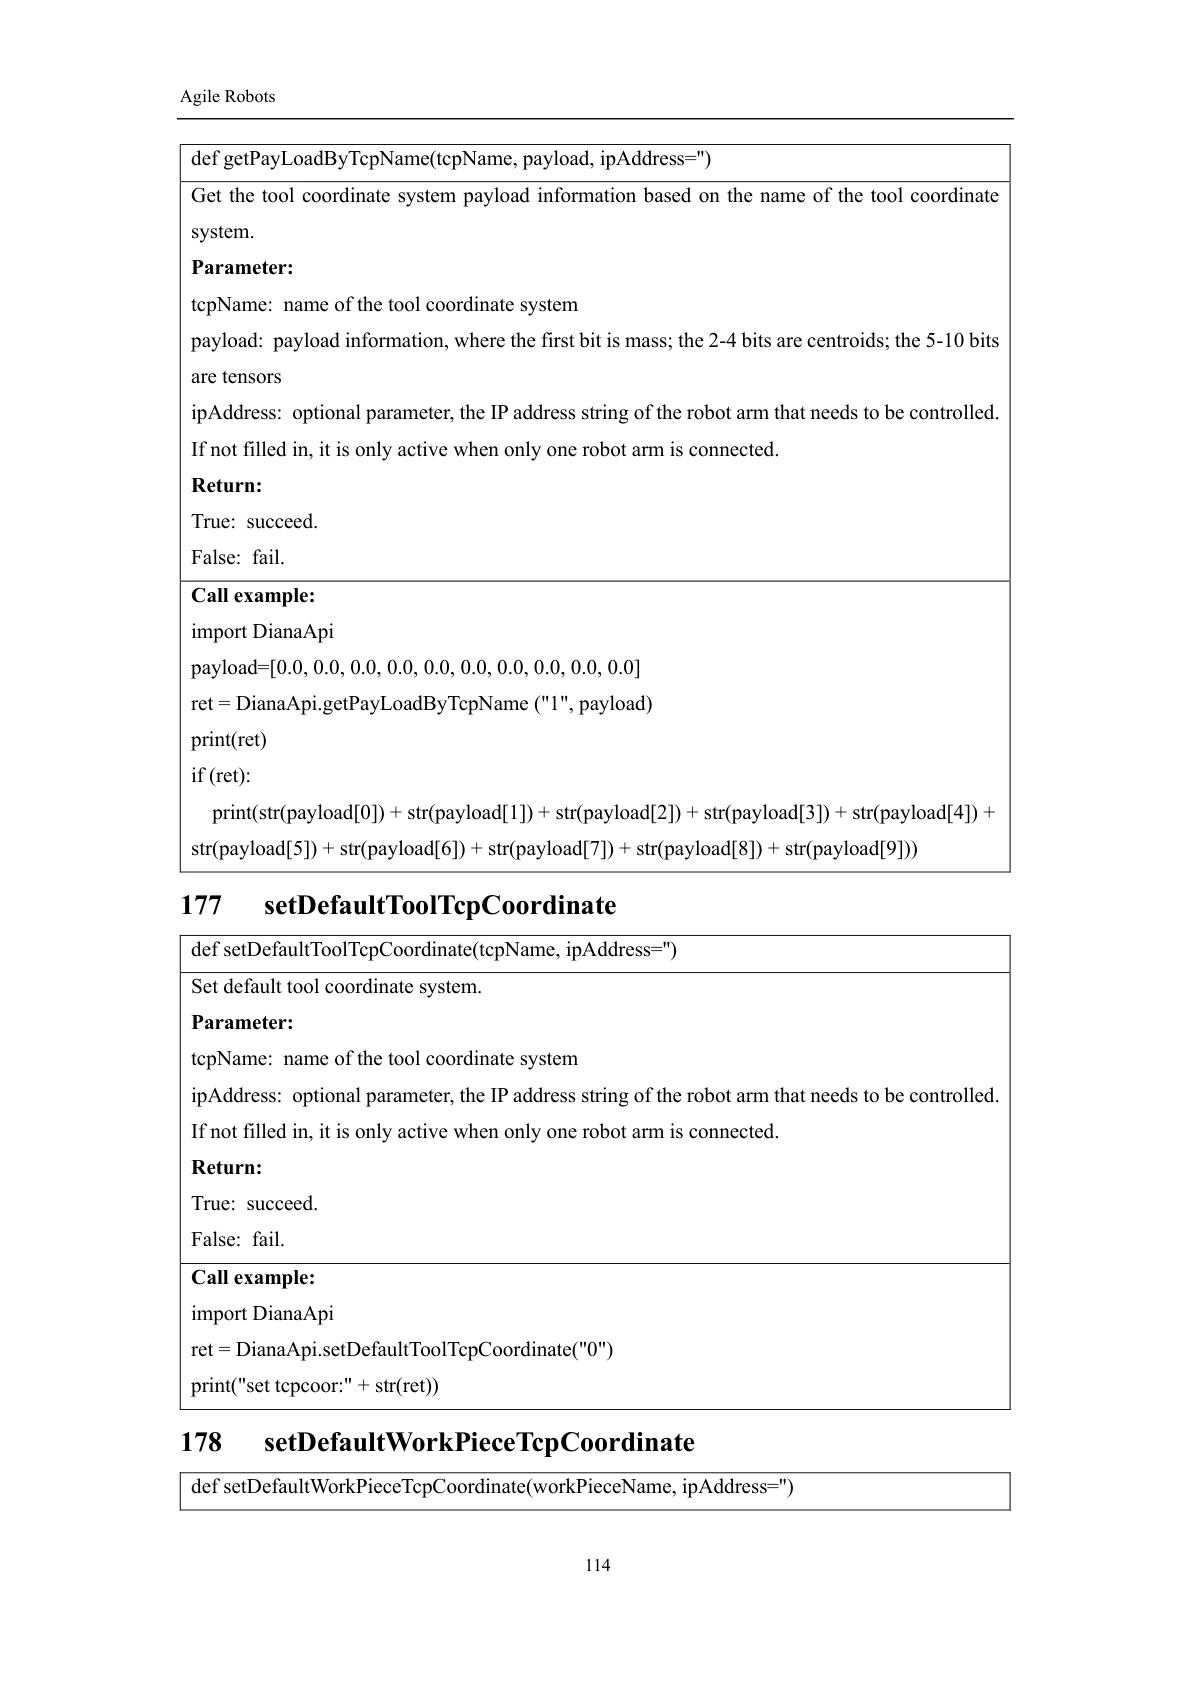 Agile Robots
def getPayLoadByTcpName(tcpName, payload, ipAddress='')
Get the tool coordinate system payload information based on the name of the tool coordinate
system.
Parameter:
tcpName: name of the tool coordinate system
payload: payload information, where the first bit is mass; the 2-4 bits are centroids; the 5-10 bits
are tensors
ipAddress: optional parameter, the IP address string of the robot arm that needs to be controlled.
If not filled in, it is only active when only one robot arm is connected.
Return:
True: succeed.
False: fail.
Call example:
import DianaApi
payload=[0.0, 0.0, 0.0, 0.0, 0.0, 0.0, 0.0, 0.0, 0.0, 0.0]
ret = DianaApi.getPayLoadByTcpName ("1", payload)
print(ret)
if (ret):
print(str(payload[0]) + str(payload[1]) + str(payload[2]) + str(payload[3]) + str(payload[4]) +
str(payload[5]) + str(payload[6]) + str(payload[7]) + str(payload[8]) + str(payload[9]))
177 setDefaultToolTcpCoordinate
def setDefaultToolTcpCoordinate(tcpName, ipAddress='')
Set default tool coordinate system.
Parameter:
tcpName: name of the tool coordinate system
ipAddress: optional parameter, the IP address string of the robot arm that needs to be controlled.
If not filled in, it is only active when only one robot arm is connected.
Return:
True: succeed.
False: fail.
Call example:
import DianaApi
ret = DianaApi.setDefaultToolTcpCoordinate("0")
print("set tcpcoor:" + str(ret))
178 setDefaultWorkPieceTcpCoordinate
def setDefaultWorkPieceTcpCoordinate(workPieceName, ipAddress='')
114